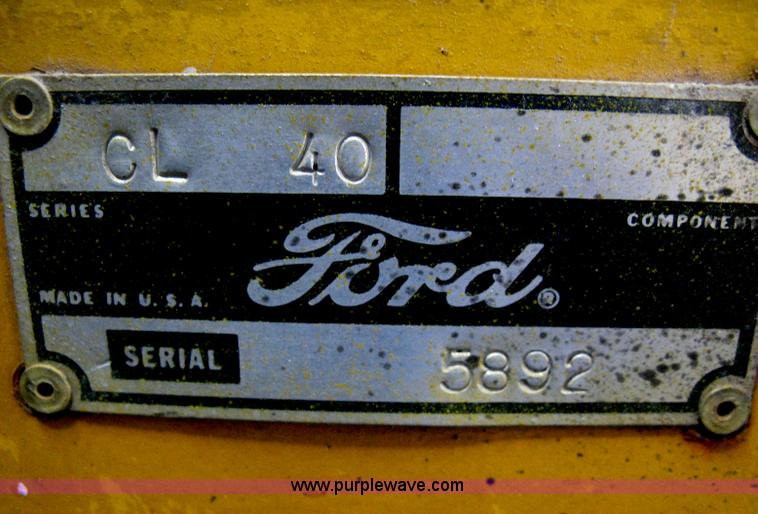 CL 40
SERIES COMPONENT
Ford®
MADE IN U.S.A.
SERIAL 5892
www.purplewave.com